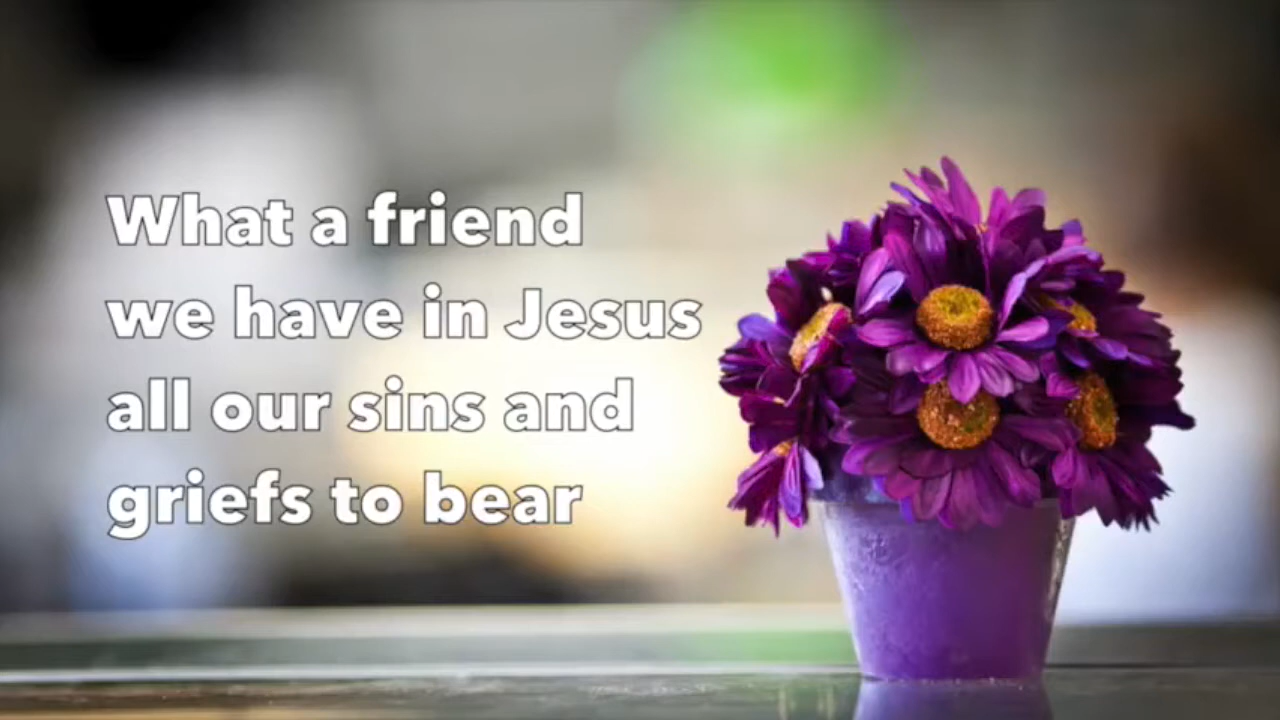 What a friend
we have in Jesus
all our sins and
griefs to bear